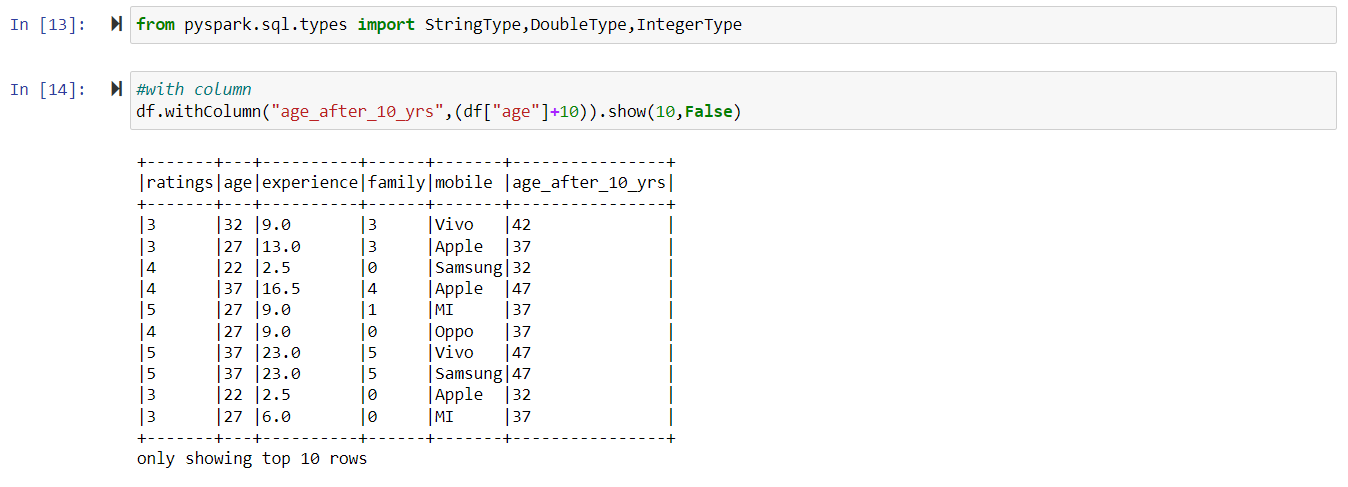 In [13]: from pyspark.sql.types import StringType,DoubleType,IntegerType
In [14]: #with column
df.withColumn("age_after_10_yrs",(df["age"]+10)).show(10,False)
+-------+---+----------+------+-------+----------------+
|ratings|age|experience|family|mobile |age_after_10_yrs|
+-------+---+----------+------+-------+----------------+
|3      |32 |9.0       |3     |Vivo   |42              |
|3      |27 |13.0      |3     |Apple  |37              |
|4      |22 |2.5       |0     |Samsung|32              |
|4      |37 |16.5      |4     |Apple  |47              |
|5      |27 |9.0       |1     |MI     |37              |
|4      |27 |9.0       |0     |Oppo   |37              |
|5      |37 |23.0      |5     |Vivo   |47              |
|5      |37 |23.0      |5     |Samsung|47              |
|3      |22 |2.5       |0     |Apple  |32              |
|3      |27 |6.0       |0     |MI     |37              |
+-------+---+----------+------+-------+----------------+
only showing top 10 rows